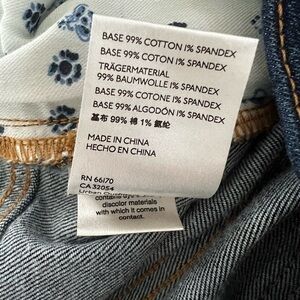 BASE 99% COTTON 1% SPANDEX
BASE 99% COTON 1% SPANDEX
TRÄGERMATERIAL
99% BAUMWOLLE 1% SPANDEX
BASE 99% COTONE 1% SPANDEX
BASE 99% ALGODÓN 1% SPANDEX
基布 99% 棉 1% 氨纶
MADE IN CHINA
HECHO EN CHINA
RN 66170
CA 32054
contains dyes
discolor materials
with which it comes in
contact.